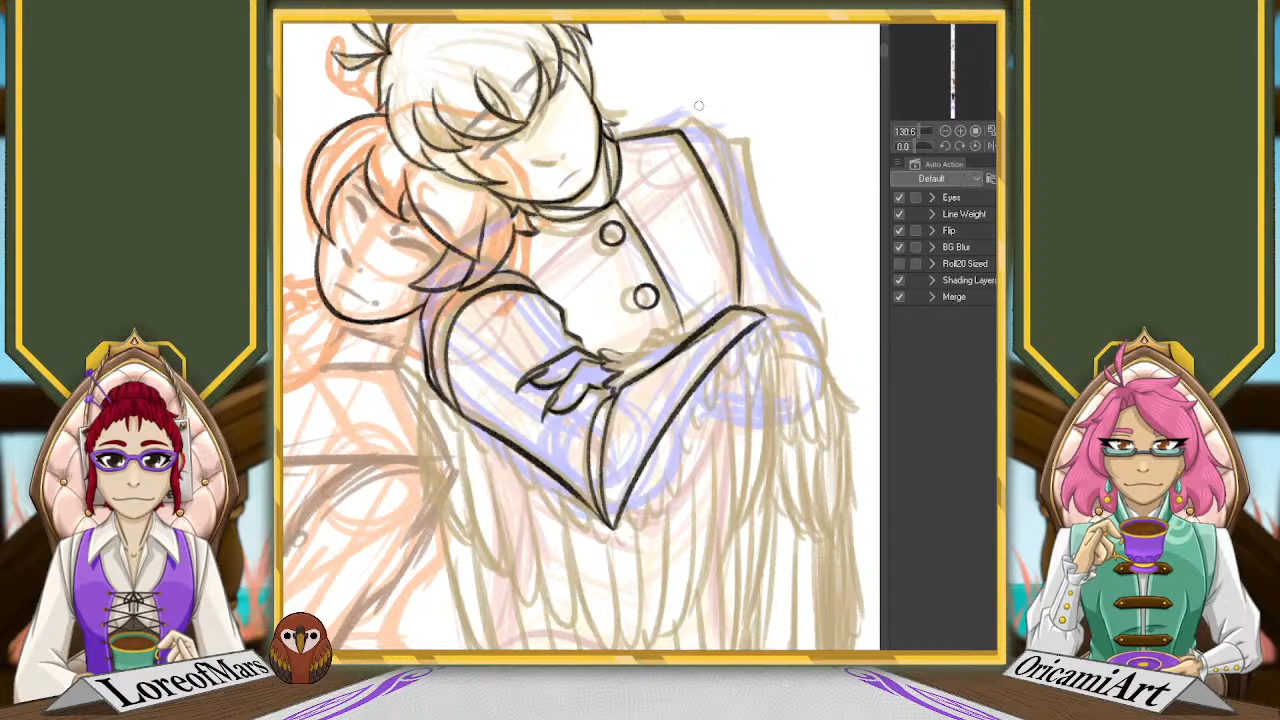 130.6
0.0
Auto Action
Default
Eyes
Line Weight
Flip
BG Blur
Roll20 Sized
Shading Layers
Merge
LoreofMars
OricamiArt